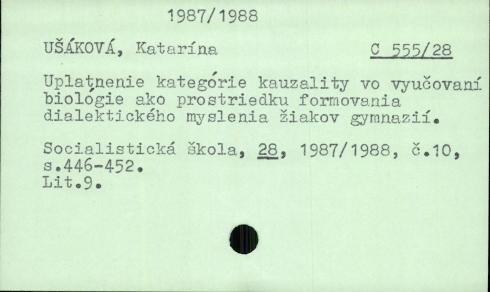 1987/1988
UŠÁKOVÁ, Katarína C 555/28
Uplatnenie kategórie kauzality vo vyučovaní
biológie ako prostriedku formovania
dialektického myslenia žiakov gymnazií.
Socialistická škola, 28, 1987/1988, č.10,
s.446-452.
Lit.9.